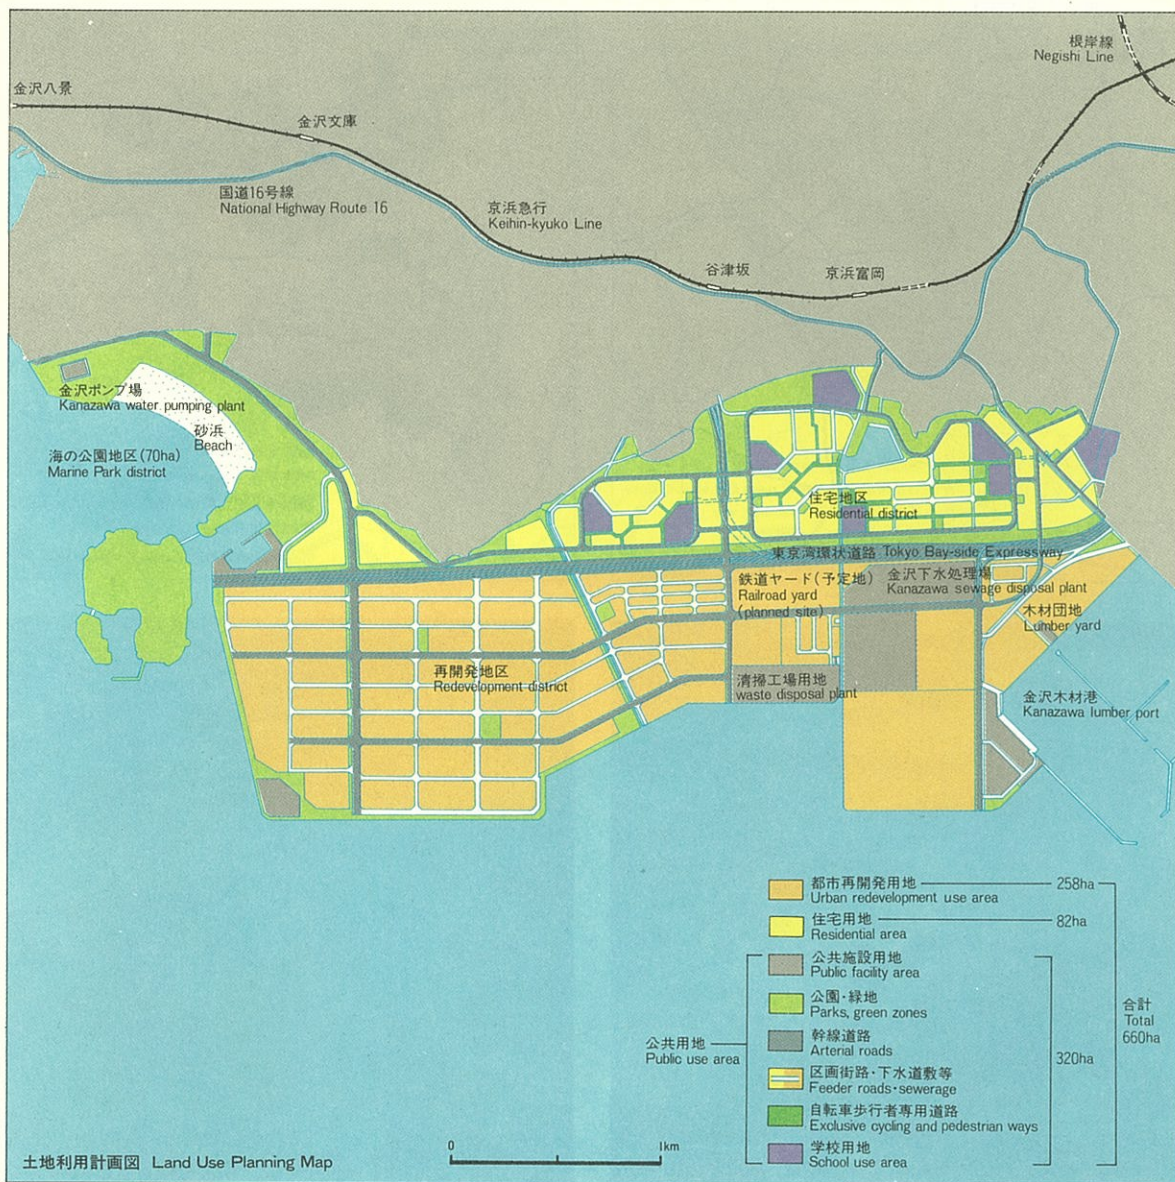 根岸線
Negishi Line
金沢八景
金沢文庫
国道16号線
National Highway Route 16
京浜急行
Keihin-kyuko Line
谷津坂
京浜富岡
金沢ポンプ場
Kanazawa water pumping plant
砂浜
Beach
海の公園地区(70ha)
Marine Park district
住宅地区
Residential district
東京湾環状道路 Tokyo Bay-side Expressway
鉄道ヤード(予定地)
Railroad yard
(planned site)
金沢下水処理場
Kanazawa sewage disposal plant
木材団地
Lumber yard
再開発地区
Redevelopment district
清掃工場用地
waste disposal plant
金沢木材港
Kanazawa lumber port
都市再開発用地 258ha
Urban redevelopment use area
住宅用地 82ha
Residential area
公共施設用地
Public facility area
公園・緑地
Parks, green zones
幹線道路
Arterial roads
区画街路・下水道敷等
Feeder roads・sewerage
自転車歩行者専用道路
Exclusive cycling and pedestrian ways
学校用地
School use area
公共用地
Public use area
320ha
合計
Total
660ha
0 1km
土地利用計画図 Land Use Planning Map